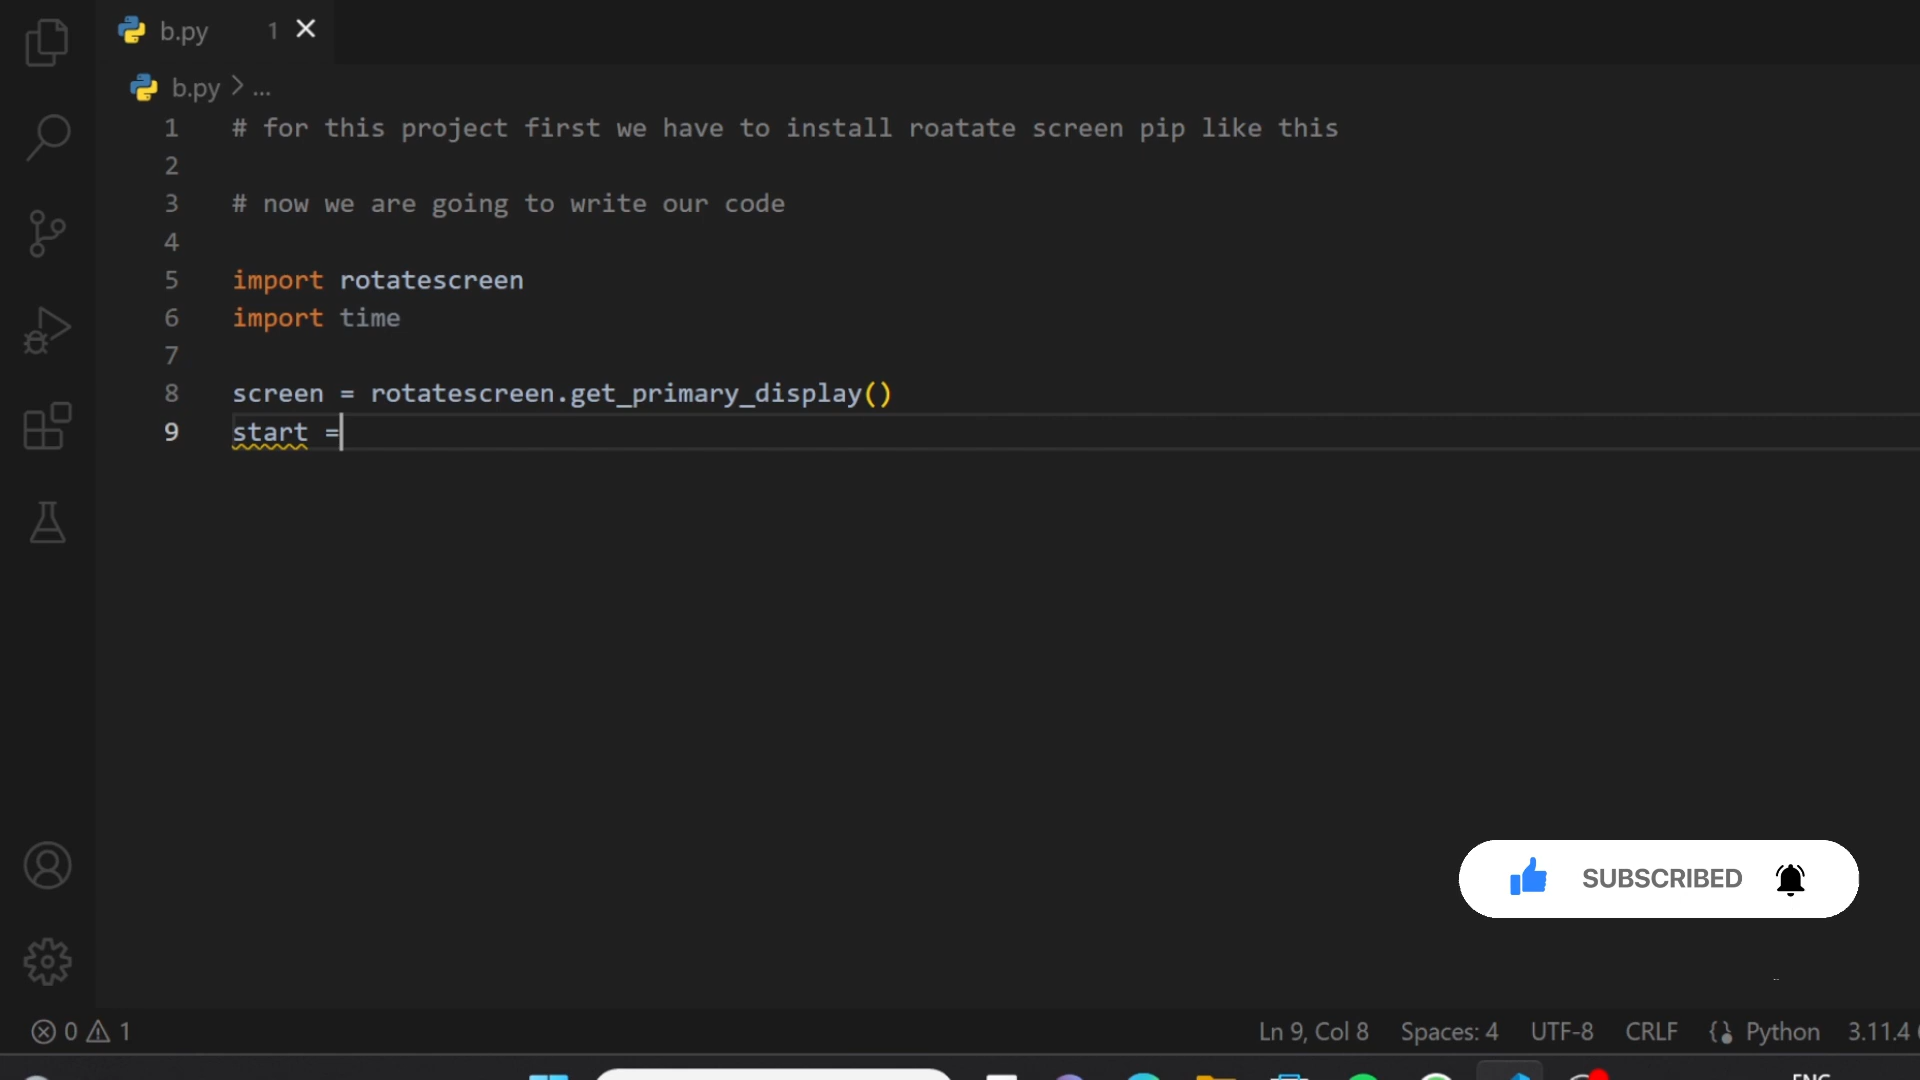 b.py 1
b.py > ...
1 # for this project first we have to install roatate screen pip like this
2
3 # now we are going to write our code
4
5 import rotatescreen
6 import time
7
8 screen = rotatescreen.get_primary_display()
9 start =
SUBSCRIBED
0 1 Ln 9, Col 8 Spaces: 4 UTF-8 CRLF Python 3.11.4